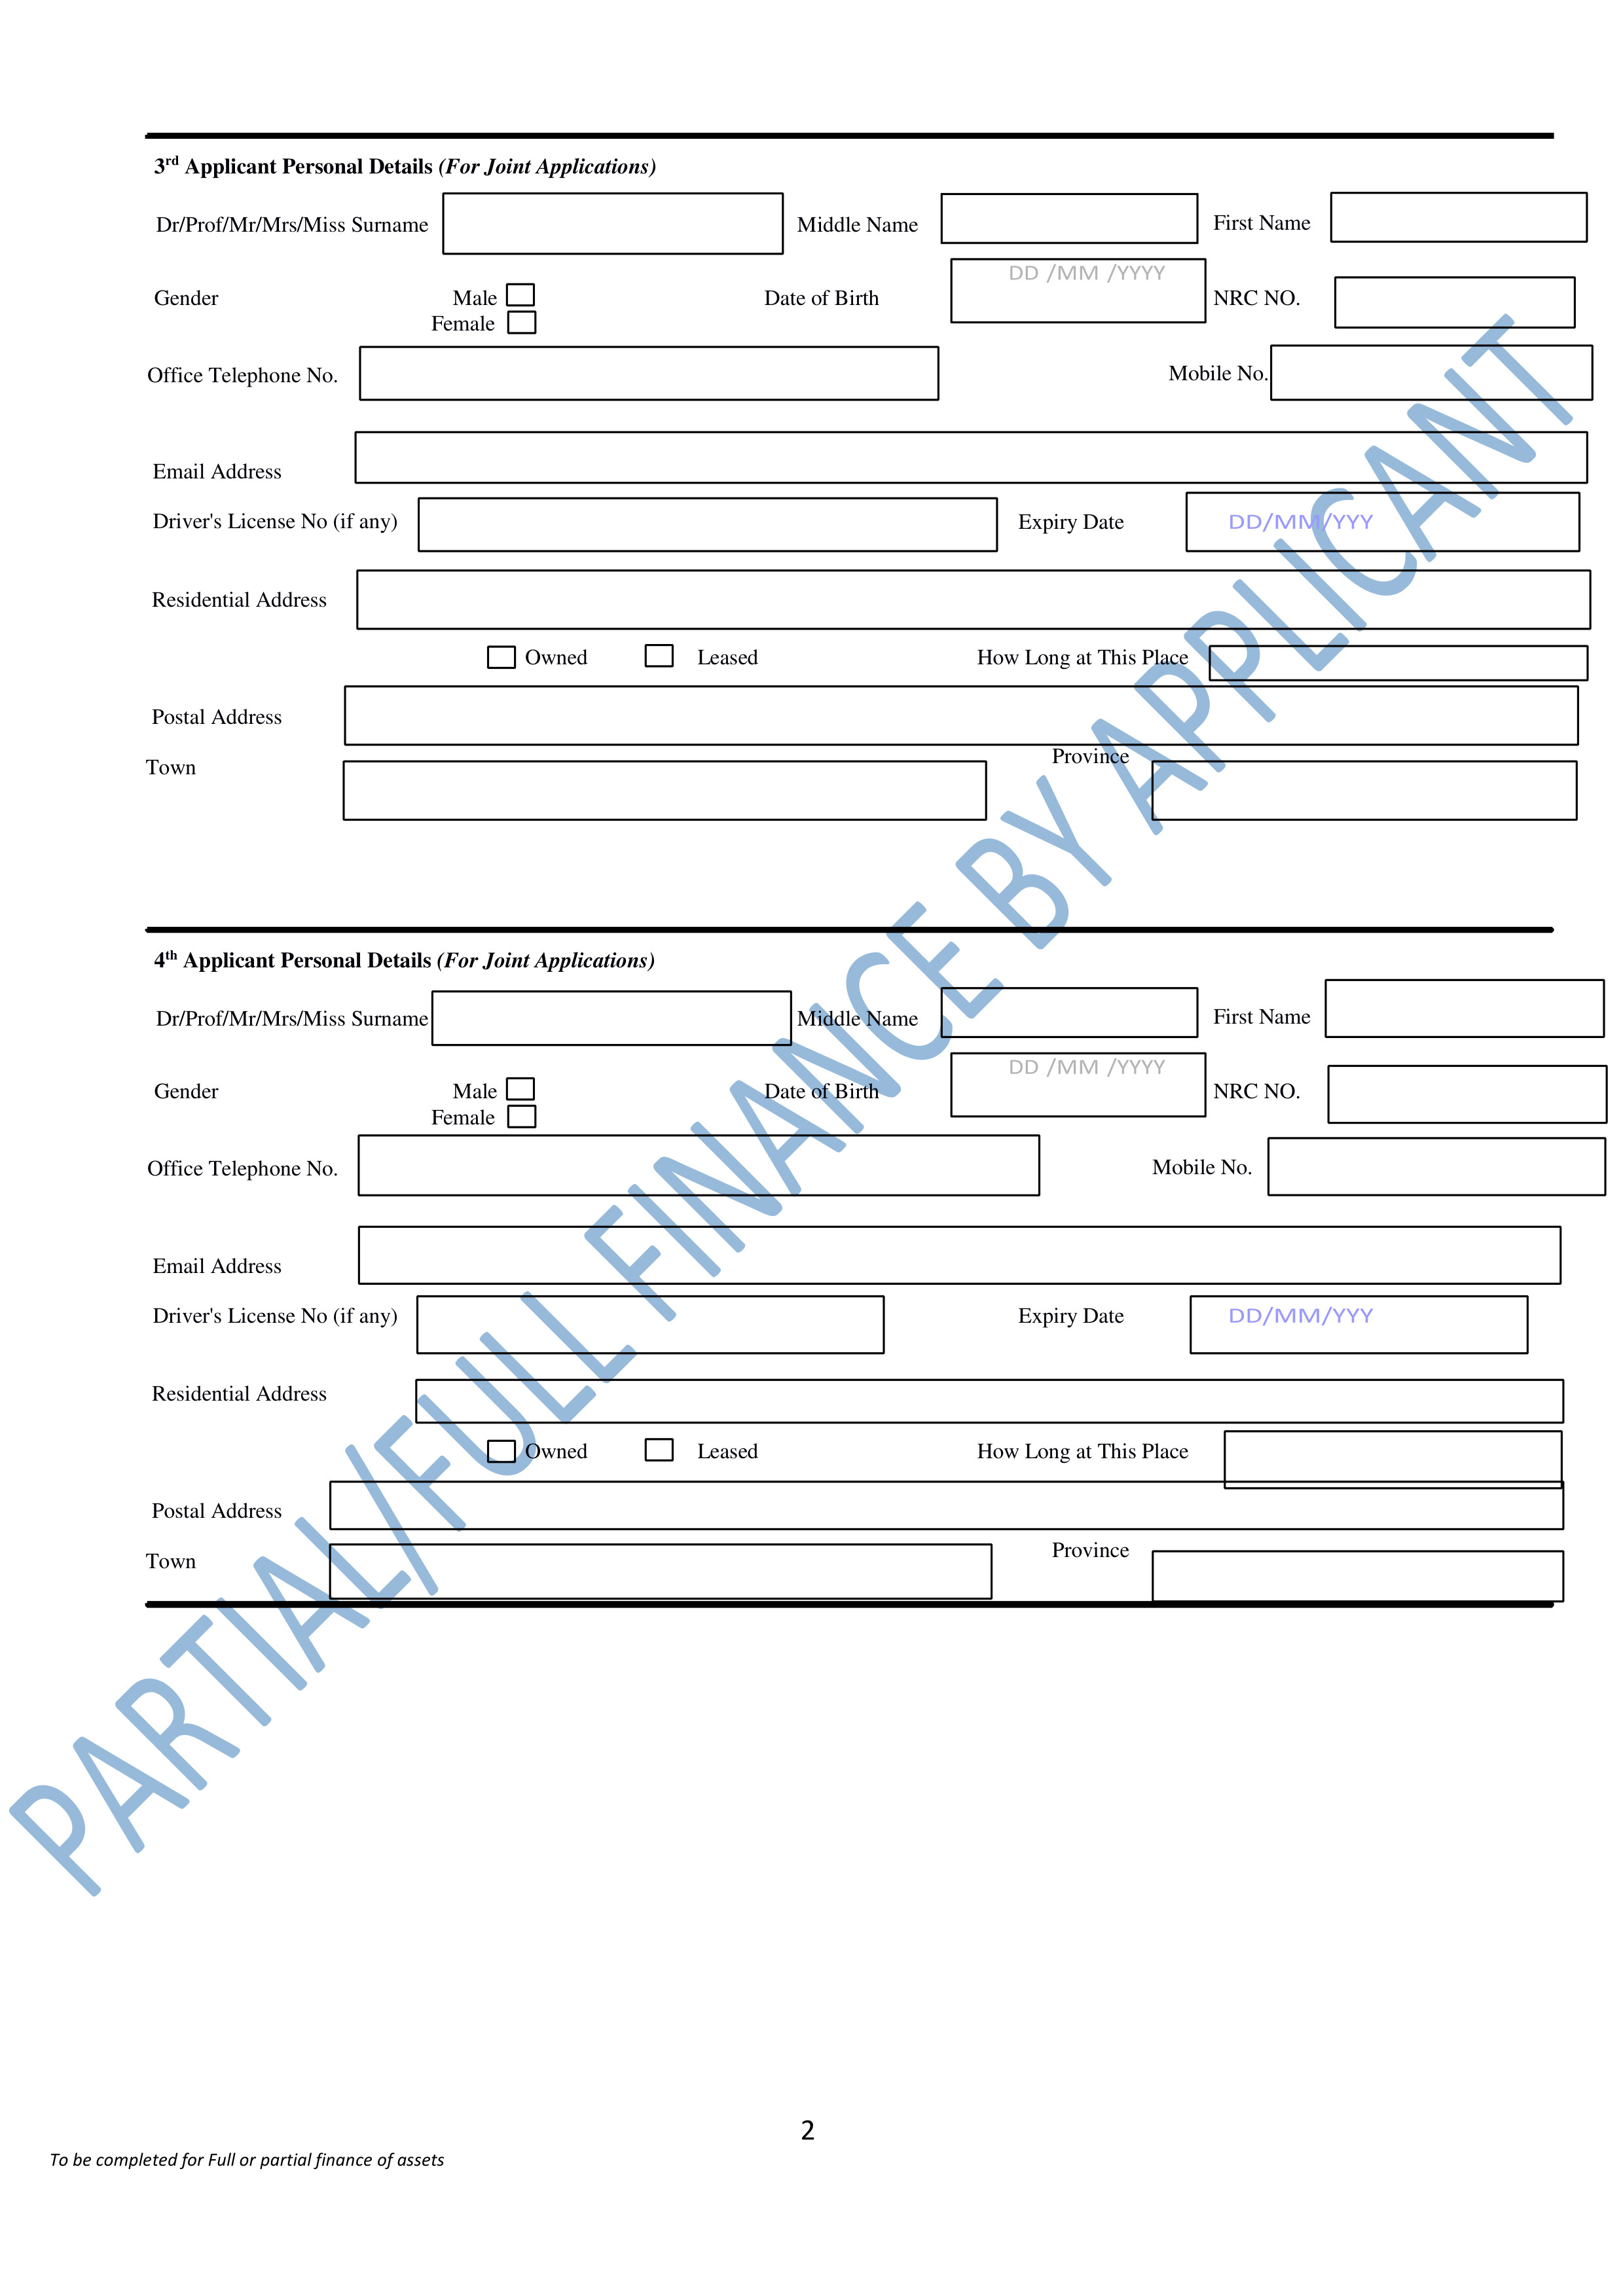 3rd Applicant Personal Details (For Joint Applications)
Dr/Prof/Mr/Mrs/Miss Surname Middle Name First Name
Gender Male Date of Birth DD /MM /YYYY NRC NO.
Female
Office Telephone No. Mobile No.
Email Address
Driver's License No (if any) Expiry Date DD/MM/YYY
Residential Address
Owned Leased How Long at This Place
Postal Address
Town Province
4th Applicant Personal Details (For Joint Applications)
Dr/Prof/Mr/Mrs/Miss Surname Middle Name First Name
Gender Male Date of Birth DD /MM /YYYY NRC NO.
Female
Office Telephone No. Mobile No.
Email Address
Driver's License No (if any) Expiry Date DD/MM/YYY
Residential Address
Owned Leased How Long at This Place
Postal Address
Town Province
PARTIAL/FULL FINANCE BY APPLICANT
2
To be completed for Full or partial finance of assets